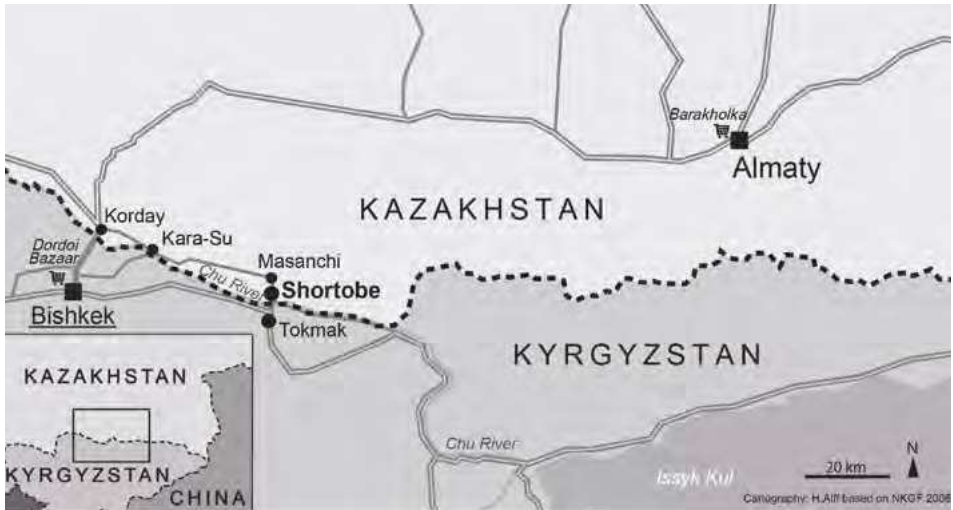 Barakholka
Almaty
KAZAKHSTAN
Korday
Kara-Su
Dordoi
Bazaar
Masanchi
Chu River
Shortobe
Bishkek
Tokmak
KYRGYZSTAN
KAZAKHSTAN
KYRGYZSTAN
CHINA
Chu River
Issyk Kul
20 km
N
Cartography: H.Alff based on NKGF 2006